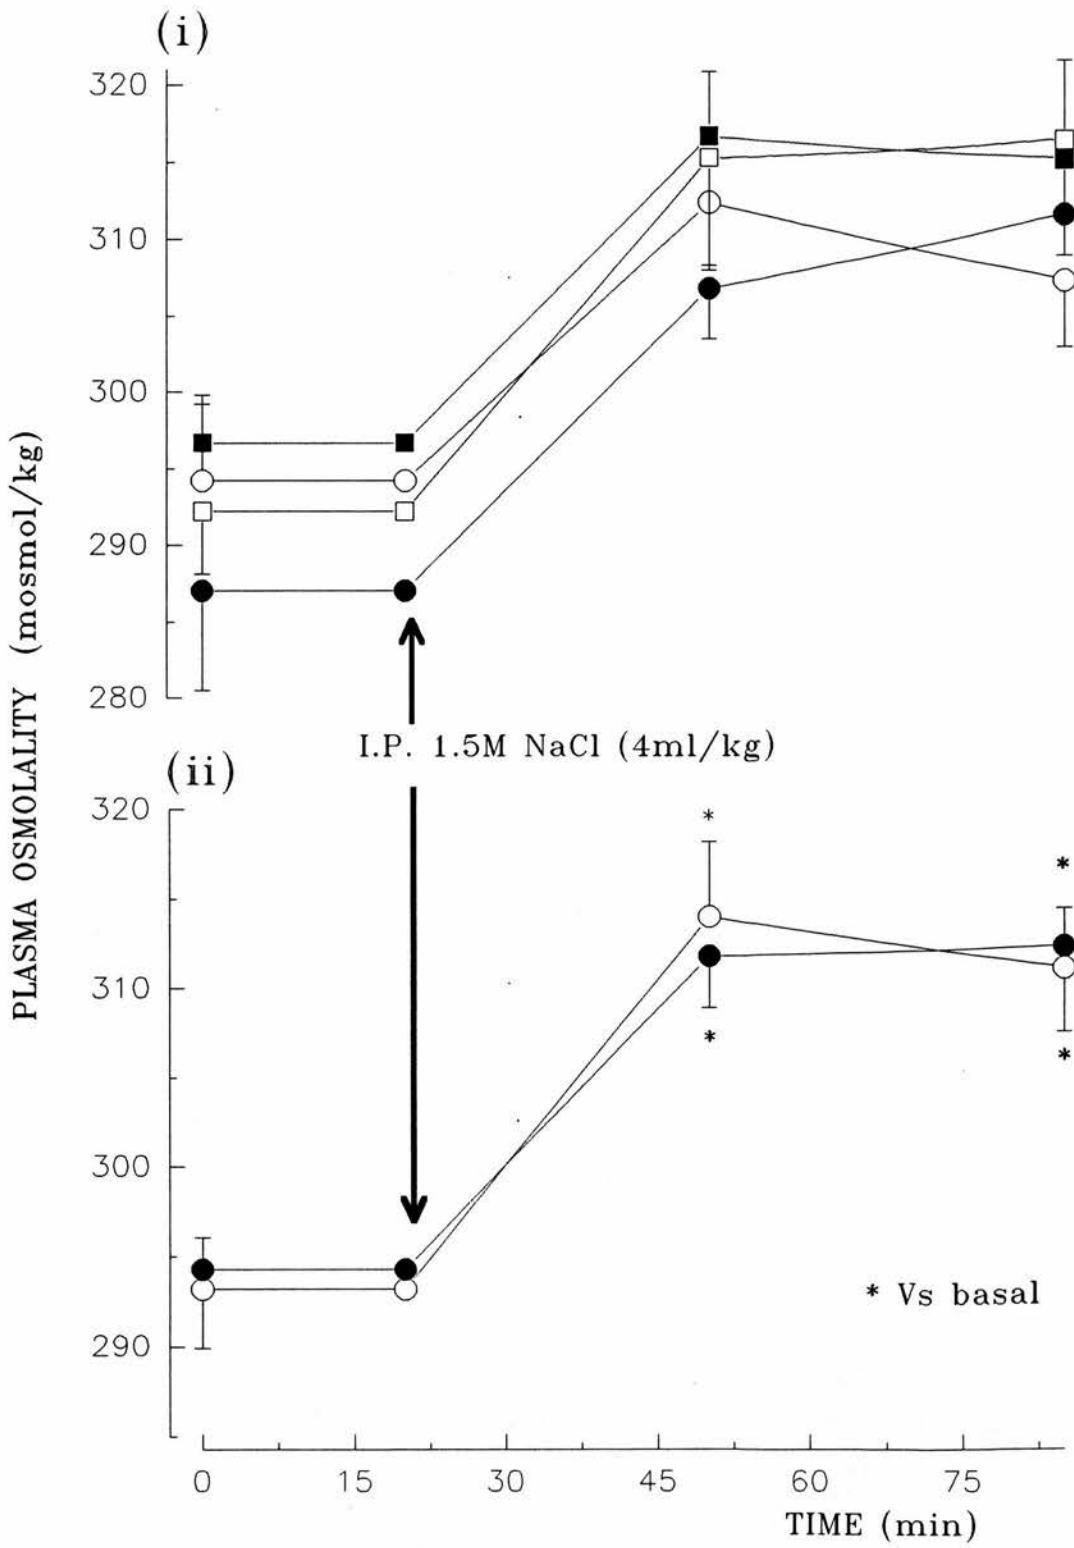 (i)
320
310
300
290
280
PLASMA OSMOLALITY (mosmol/kg)
I.P. 1.5M NaCl (4ml/kg)
(ii)
320
*
*
310
*
*
300
290
* Vs basal
0 15 30 45 60 75
TIME (min)